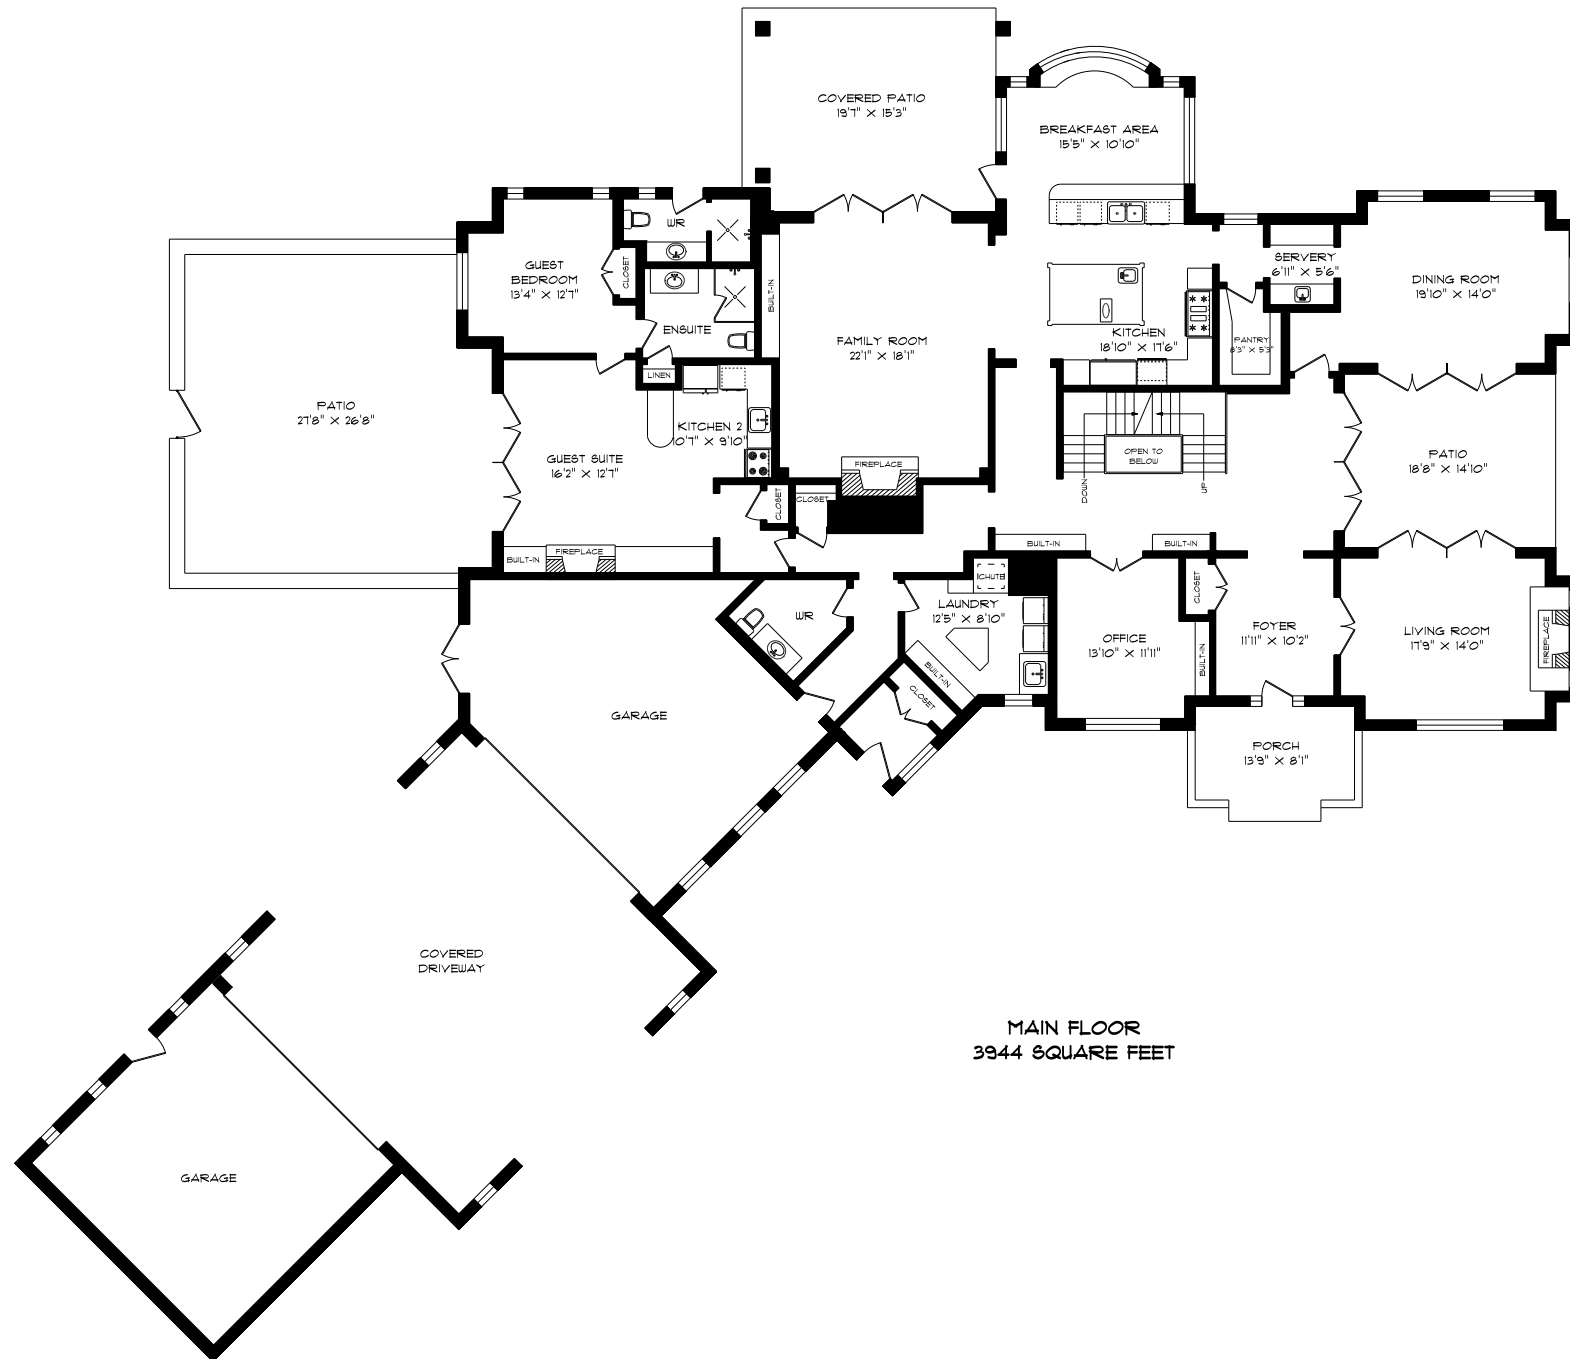 COVERED PATIO
19'7" X 15'3"
BREAKFAST AREA
15'5" X 10'10"
WR
GUEST
BEDROOM
13'4" X 12'7"
CLOSET
ENSUITE
LINEN
BUILT-IN
FAMILY ROOM
22'1" X 18'1"
FIREPLACE
KITCHEN
18'10" X 17'6"
SERVERY
6'11" X 5'6"
PANTRY
8'3" X 5'3"
DINING ROOM
19'10" X 14'0"
PATIO
27'8" X 26'8"
KITCHEN 2
10'7" X 9'10"
GUEST SUITE
16'2" X 12'7"
BUILT-IN
FIREPLACE
CLOSET
CLOSET
OPEN TO
BELOW
DOWN
UP
PATIO
18'8" X 14'10"
BUILT-IN
BUILT-IN
WR
CHUTE
LAUNDRY
12'5" X 8'10"
BUILT-IN
CLOSET
OFFICE
13'10" X 11'11"
CLOSET
BUILT-IN
FOYER
11'11" X 10'2"
LIVING ROOM
17'9" X 14'0"
FIREPLACE
GARAGE
PORCH
13'9" X 8'1"
COVERED
DRIVEWAY
MAIN FLOOR
3944 SQUARE FEET
GARAGE